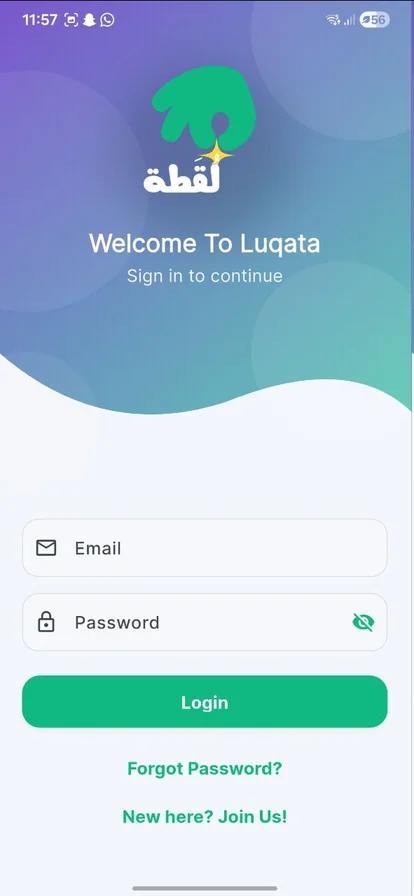 11:57
56
لُقَطة
Welcome To Luqata
Sign in to continue
Email
Password
Login
Forgot Password?
New here? Join Us!